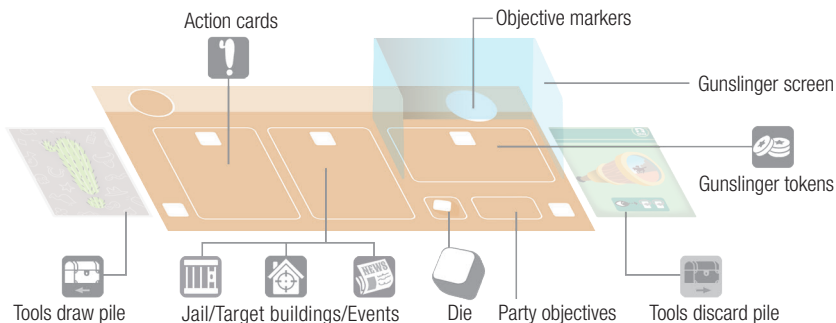 Action cards
Objective markers
Gunslinger screen
Gunslinger tokens
NEWS
Tools draw pile
Jail/Target buildings/Events
Die
Party objectives
Tools discard pile